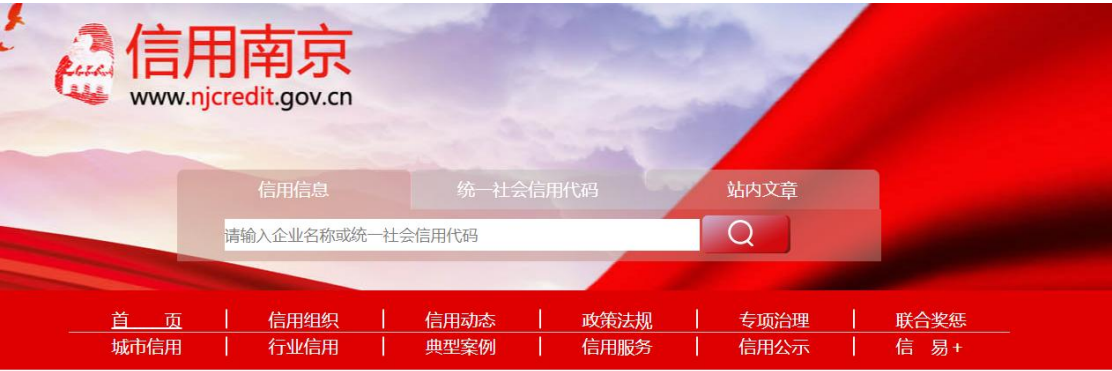 信用南京
www.njcredit.gov.cn
信用信息 统一社会信用代码 站内文章
请输入企业名称或统一社会信用代码
首 页 信用组织 信用动态 政策法规 专项治理 联合奖惩
城市信用 行业信用 典型案例 信用服务 信用公示 信 易+